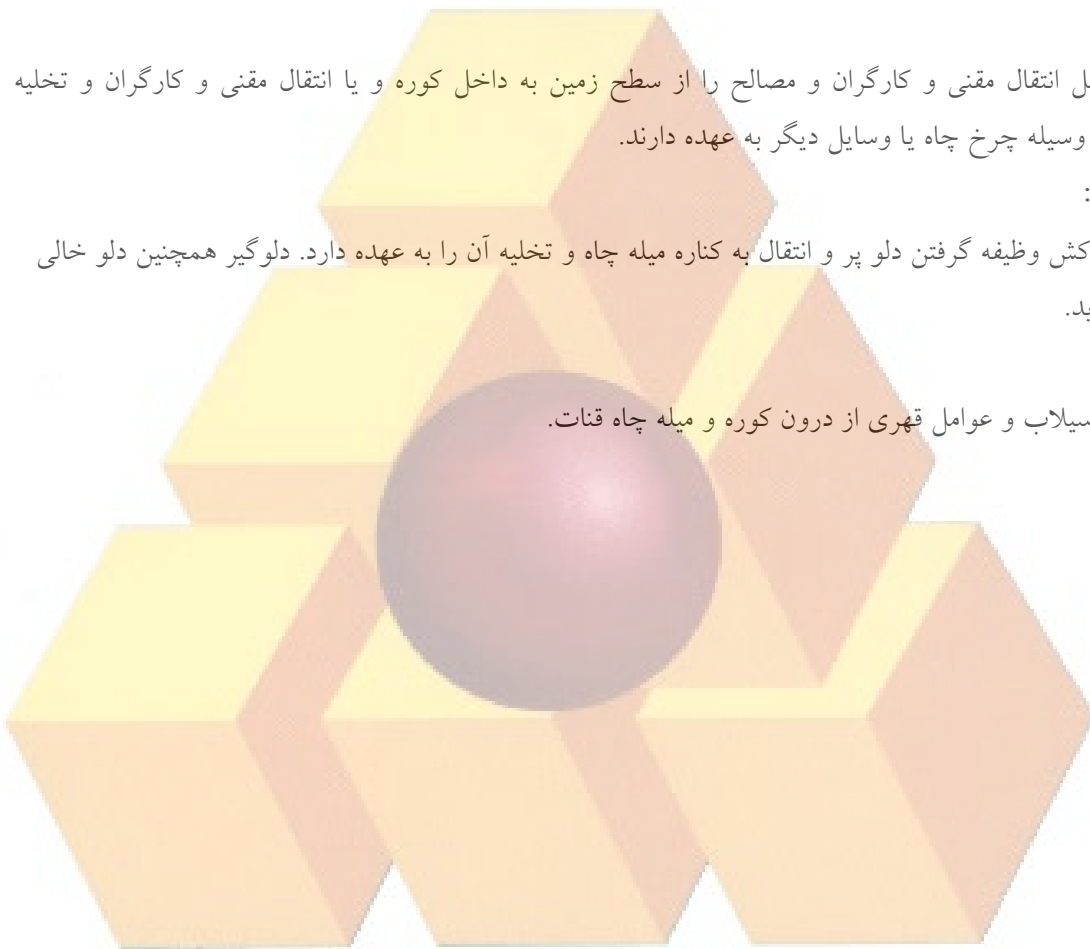 انتقال مقنی و کارگران و مصالح را از سطح زمین به داخل کوره و یا انتقال مقنی و کارگران و تخلیه
وسیله چرخ چاه یا وسایل دیگر به عهده دارند.
:
کش وظیفه گرفتن دلو پر و انتقال به کناره میله چاه و تخلیه آن را به عهده دارد. دلوگیر همچنین دلو خالی
سیلاب و عوامل قهری از درون کوره و میله چاه قنات.